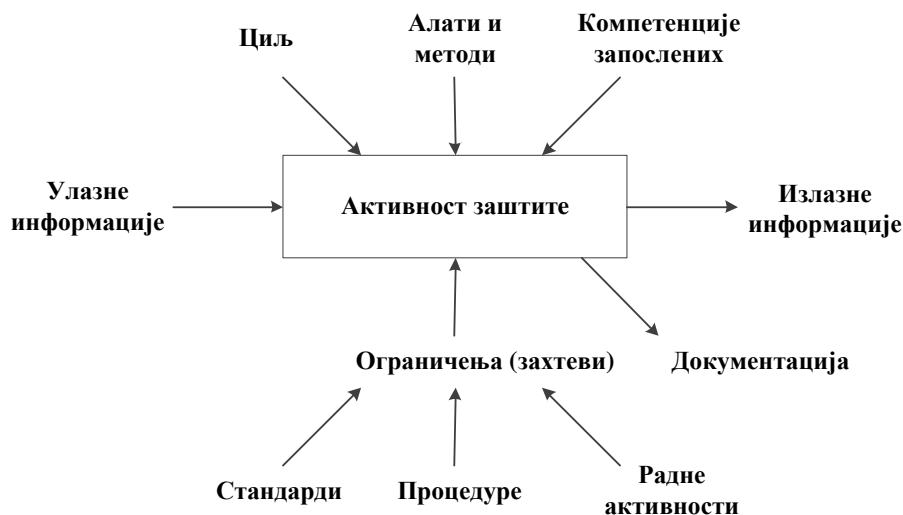 Циљ
Алати и
методи
Компетенције
запослених
Улазне
информације
Активност заштите
Излазне
информације
Ограничења (захтеви)
Документација
Стандарди
Процедуре
Радне
активности